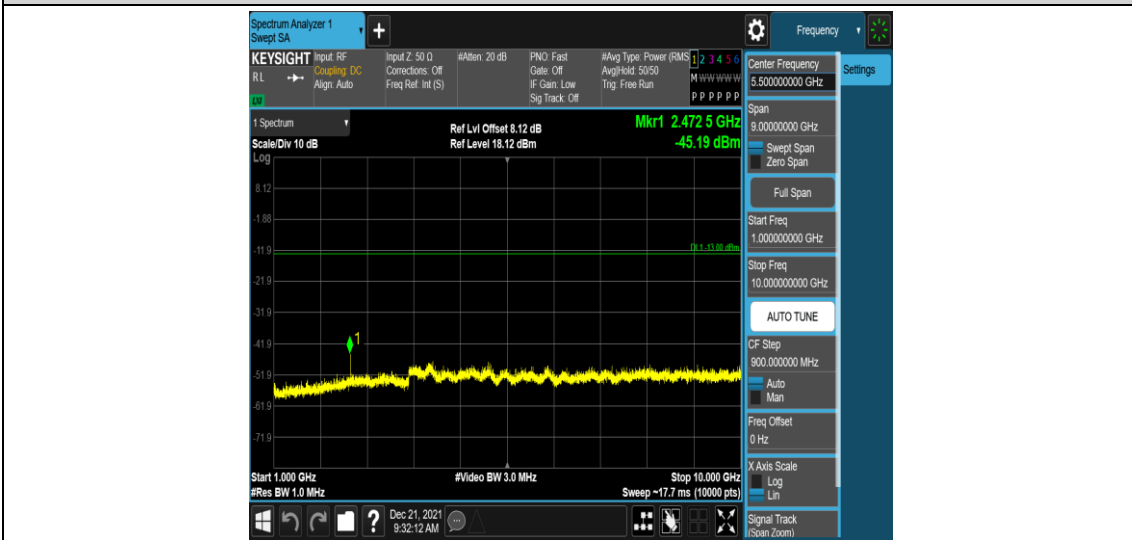 Spectrum Analyzer 1
Swept SA
+
Frequency
KEYSIGHT
RL
LXI
Input: RF
Coupling: DC
Align: Auto
Input Z: 50 Ω
Corrections: Off
Freq Ref: Int (S)
#Atten: 20 dB
PNO: Fast
Gate: Off
IF Gain: Low
Sig Track: Off
#Avg Type: Power (RMS
Avg|Hold: 50/50
Trig: Free Run
1 2 3 4 5 6
M W W W W W
P P P P P P
1 Spectrum
Scale/Div 10 dB
Log
Ref Lvl Offset 8.12 dB
Ref Level 18.12 dBm
Mkr1 2.472 5 GHz
-45.19 dBm
8.12
-1.88
-11.9
DL1 -13.00 dBm
-21.9
-31.9
-41.9
1
-51.9
-61.9
-71.9
Start 1.000 GHz
#Res BW 1.0 MHz
#Video BW 3.0 MHz
Stop 10.000 GHz
Sweep ~17.7 ms (10000 pts)
?
Dec 21, 2021
9:32:12 AM
Center Frequency
5.500000000 GHz
Settings
Span
9.00000000 GHz
Swept Span
Zero Span
Full Span
Start Freq
1.000000000 GHz
Stop Freq
10.000000000 GHz
AUTO TUNE
CF Step
900.000000 MHz
Auto
Man
Freq Offset
0 Hz
X Axis Scale
Log
Lin
Signal Track
(Span Zoom)